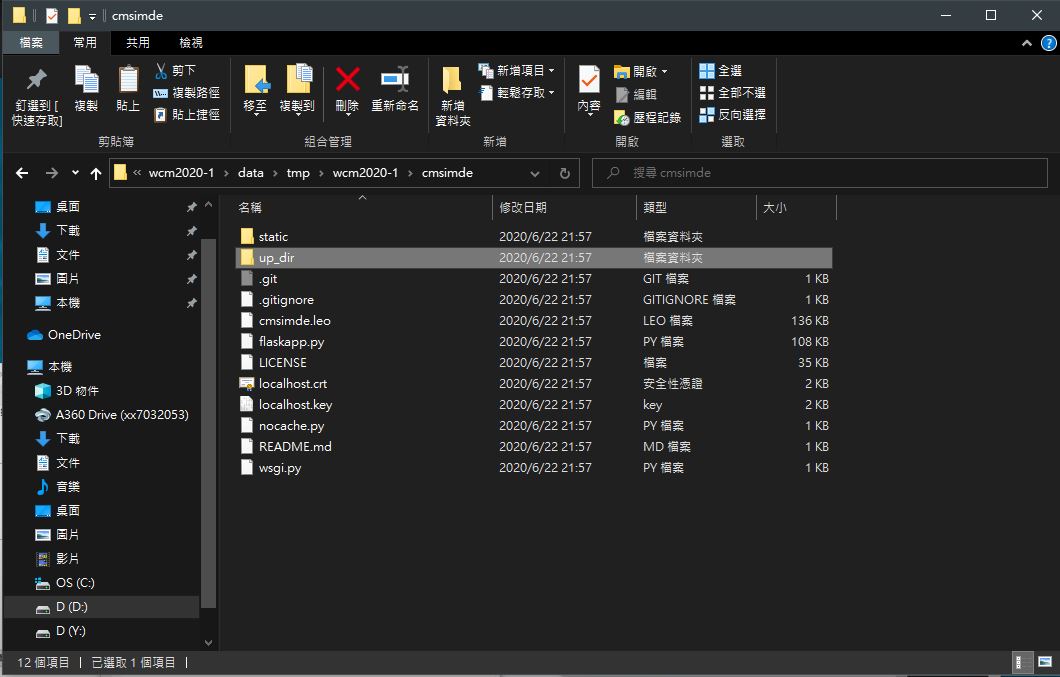 cmsimde
檔案 常用 共用 檢視
釘選到 [快速存取]
複製
貼上
剪下
複製路徑
貼上捷徑
剪貼簿
移至
複製到
刪除
重新命名
組合管理
新增資料夾
新增項目
輕鬆存取
新增
內容
開啟
編輯
歷程記錄
開啟
全選
全部不選
反向選擇
選取
« wcm2020-1 › data › tmp › wcm2020-1 › cmsimde
搜尋 cmsimde
桌面
下載
文件
圖片
本機
OneDrive
本機
3D 物件
A360 Drive (xx7032053)
下載
文件
音樂
桌面
圖片
影片
OS (C:)
D (D:)
D (Y:)
名稱 修改日期 類型 大小
static 2020/6/22 21:57 檔案資料夾
up_dir 2020/6/22 21:57 檔案資料夾
.git 2020/6/22 21:57 GIT 檔案 1 KB
.gitignore 2020/6/22 21:57 GITIGNORE 檔案 1 KB
cmsimde.leo 2020/6/22 21:57 LEO 檔案 136 KB
flaskapp.py 2020/6/22 21:57 PY 檔案 108 KB
LICENSE 2020/6/22 21:57 檔案 35 KB
localhost.crt 2020/6/22 21:57 安全性憑證 2 KB
localhost.key 2020/6/22 21:57 key 2 KB
nocache.py 2020/6/22 21:57 PY 檔案 1 KB
README.md 2020/6/22 21:57 MD 檔案 1 KB
wsgi.py 2020/6/22 21:57 PY 檔案 1 KB
12 個項目 已選取 1 個項目